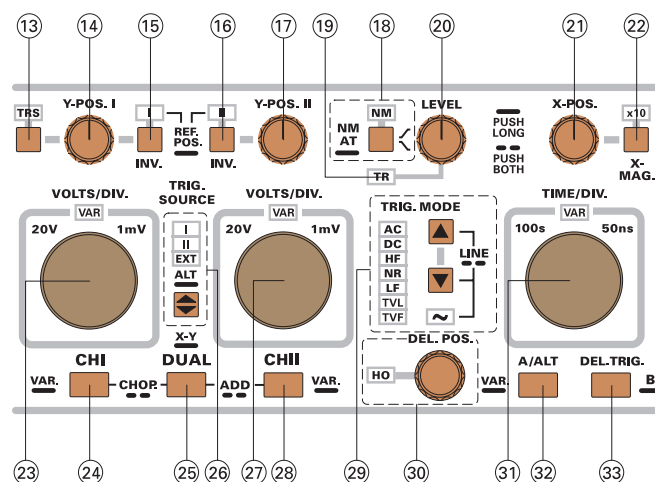 13 14 15 16 17 19 18 20 21 22
TRS
Y-POS. I
I
II
Y-POS. II
NM
LEVEL
X-POS.
x10
REF.
POS.
NM
AT
PUSH
LONG
PUSH
BOTH
INV.
INV.
X-
MAG.
TR
VOLTS/DIV.
VAR
20V 1mV
TRIG.
SOURCE
I
II
EXT
ALT
X-Y
VOLTS/DIV.
VAR
20V 1mV
TRIG. MODE
AC
DC
HF
NR
LF
TVL
TVF
LINE
~
TIME/DIV.
VAR
100s 50ns
DEL. POS.
HO
CHI
DUAL
CHII
VAR.
CHOP.
ADD
VAR.
VAR.
A/ALT
DEL.TRIG.
B
23 24 25 26 27 28 29 30 31 32 33